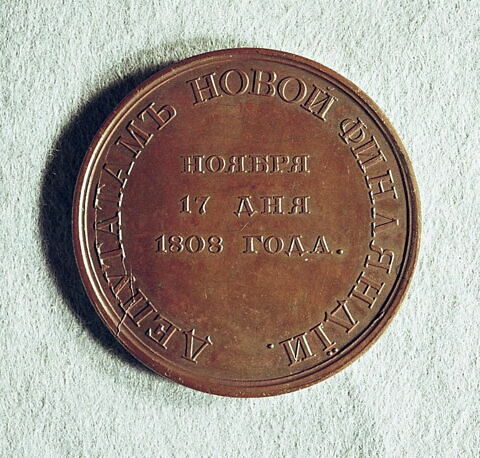 ДЕПУТАТАМЪ НОВОЙ ФИНЛЯНДІИ.
НОЯБРЯ
17 ДНЯ
1808 ГОДА.